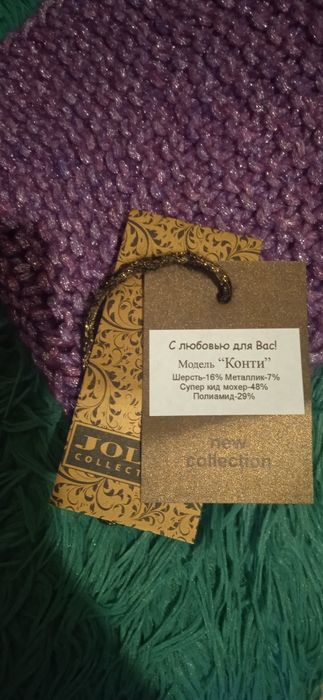 С любовью для Вас!
Модель "Конти"
Шерсть-16% Металлик-7%
Супер кид мохер-48%
Полиамид-29%
new
collection